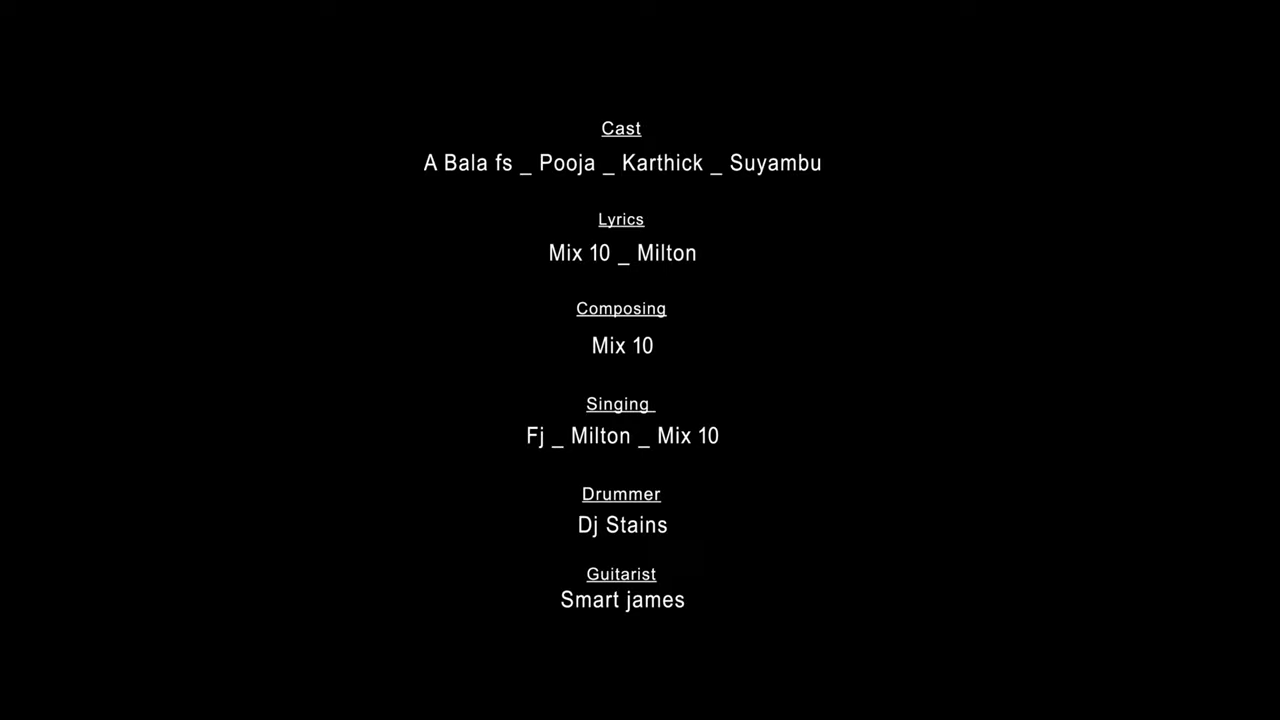 Cast
A Bala fs _ Pooja _ Karthick _ Suyambu
Lyrics
Mix 10 _ Milton
Composing
Mix 10
Singing
Fj _ Milton _ Mix 10
Drummer
Dj Stains
Guitarist
Smart james